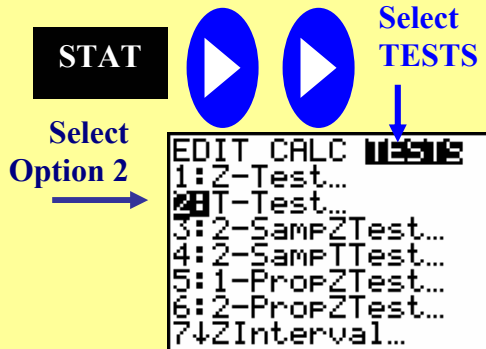 STAT
Select
TESTS
Select
Option 2
EDIT CALC TESTS
1:Z-Test…
2:T-Test…
3:2-SampZTest…
4:2-SampTTest…
5:1-PropZTest…
6:2-PropZTest…
7↓ZInterval…